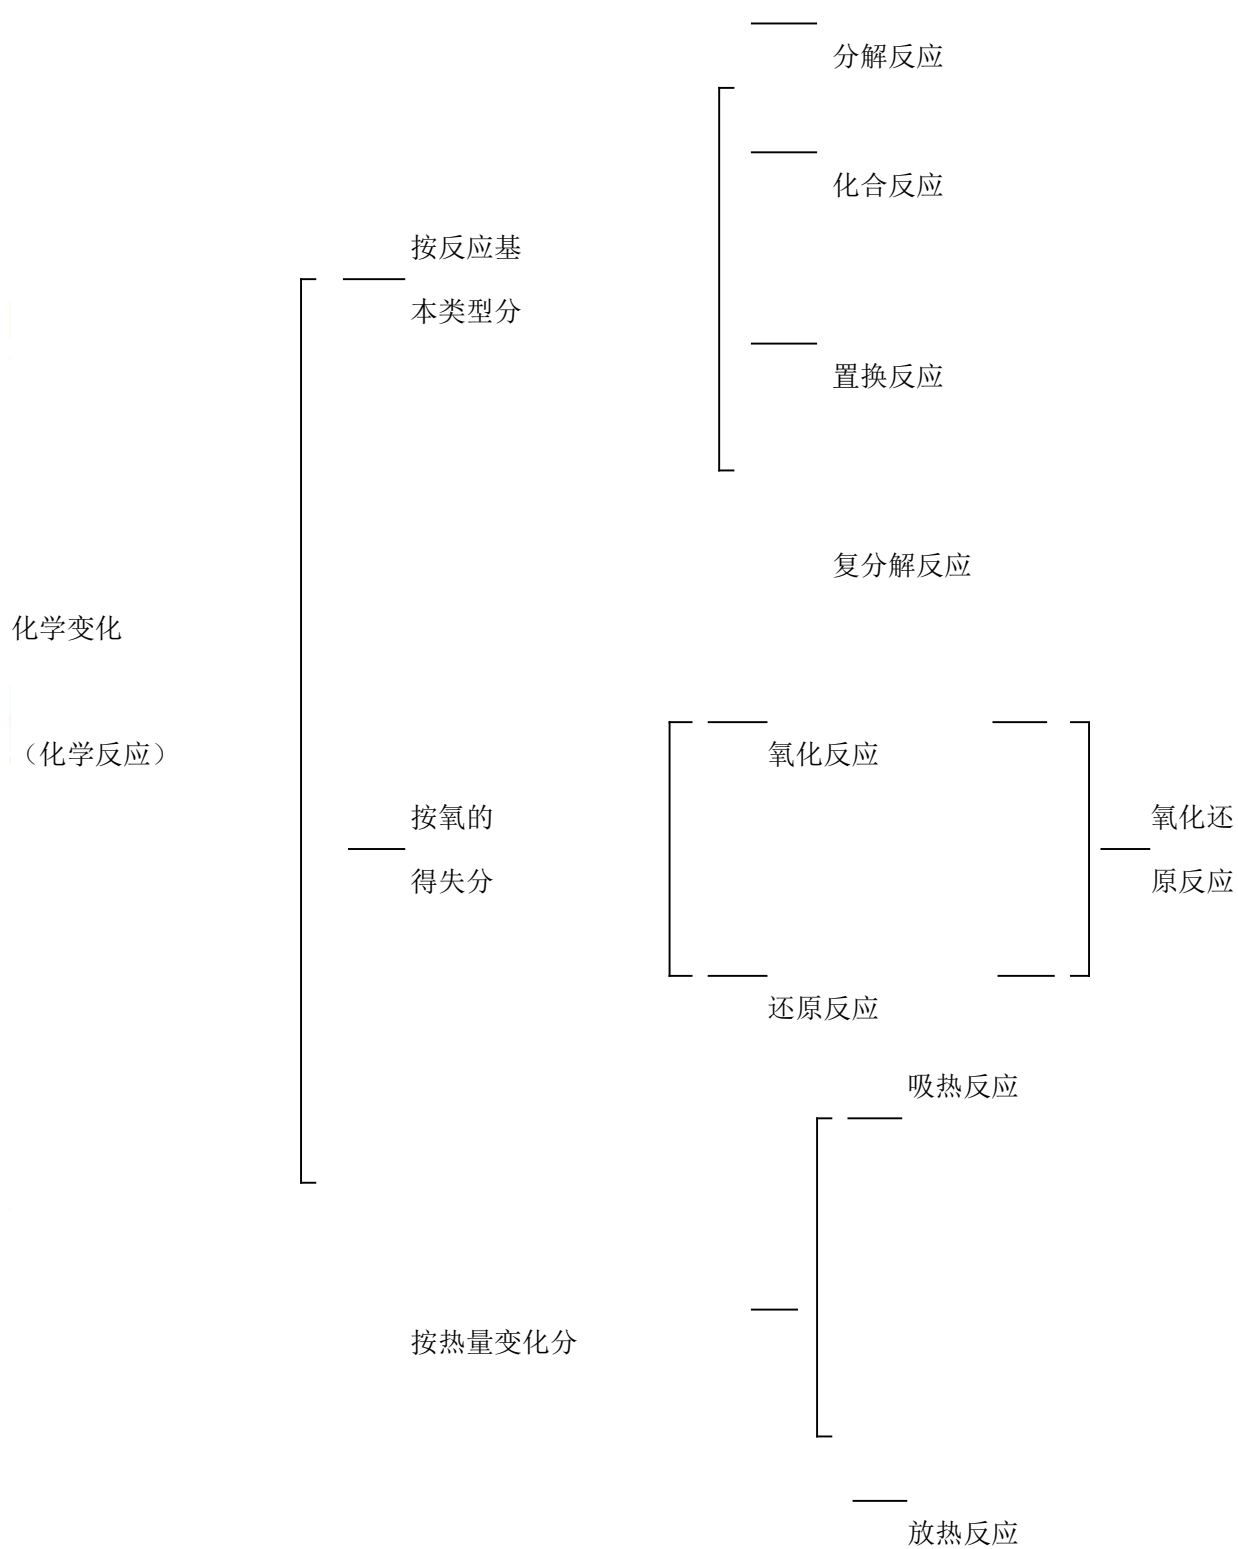 分解反应
化合反应
按反应基
本类型分
置换反应
复分解反应
化学变化
（化学反应）
氧化反应
按氧的
得失分
氧化还
原反应
还原反应
吸热反应
按热量变化分
放热反应